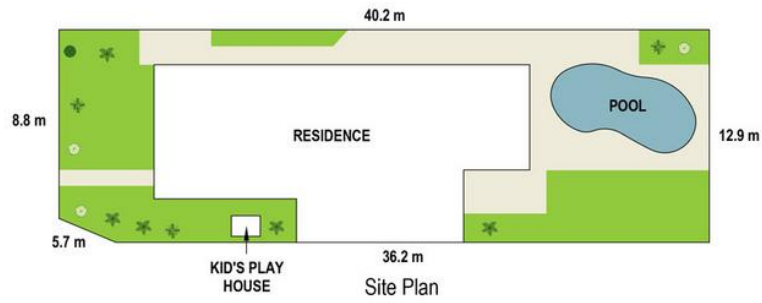 40.2 m
8.8 m
RESIDENCE
POOL
12.9 m
5.7 m
36.2 m
KID'S PLAY
HOUSE
Site Plan